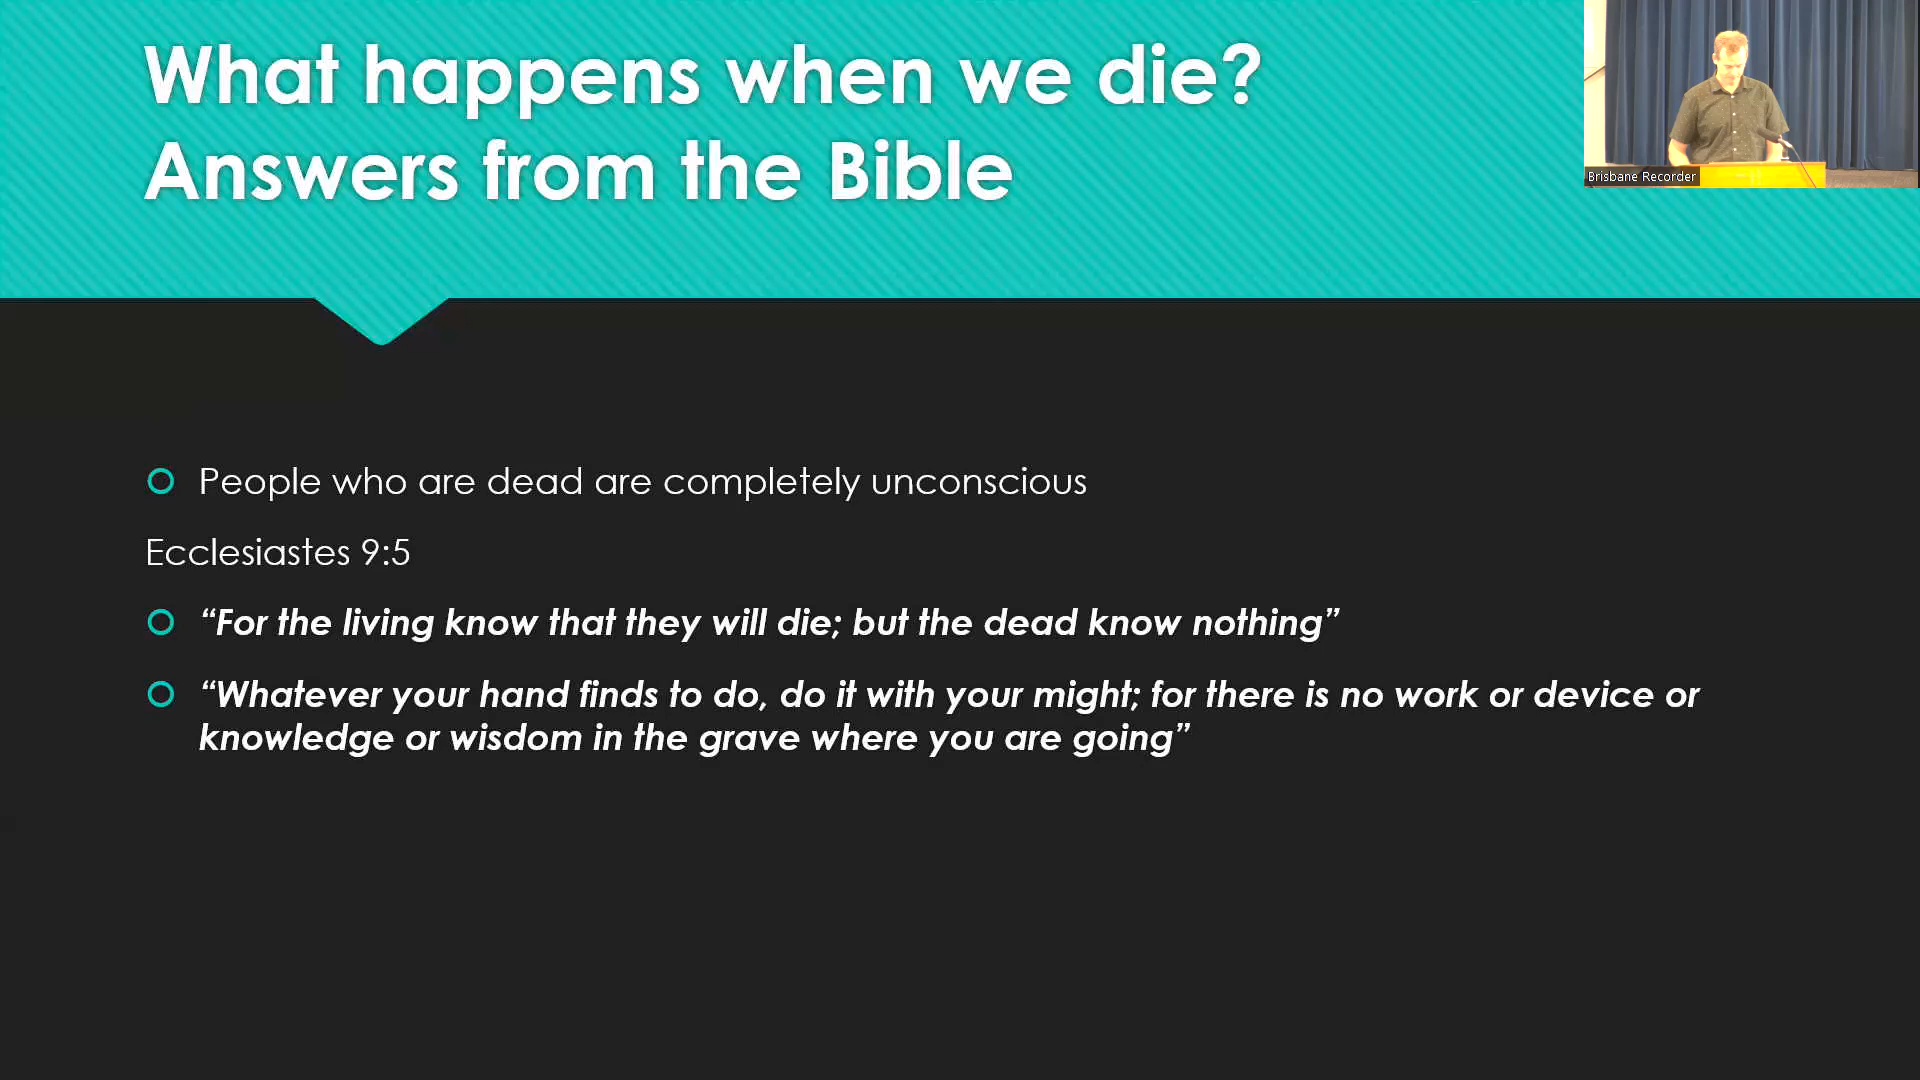 What happens when we die?
Answers from the Bible
Brisbane Recorder
People who are dead are completely unconscious
Ecclesiastes 9:5
“For the living know that they will die; but the dead know nothing”
“Whatever your hand finds to do, do it with your might; for there is no work or device or
knowledge or wisdom in the grave where you are going”